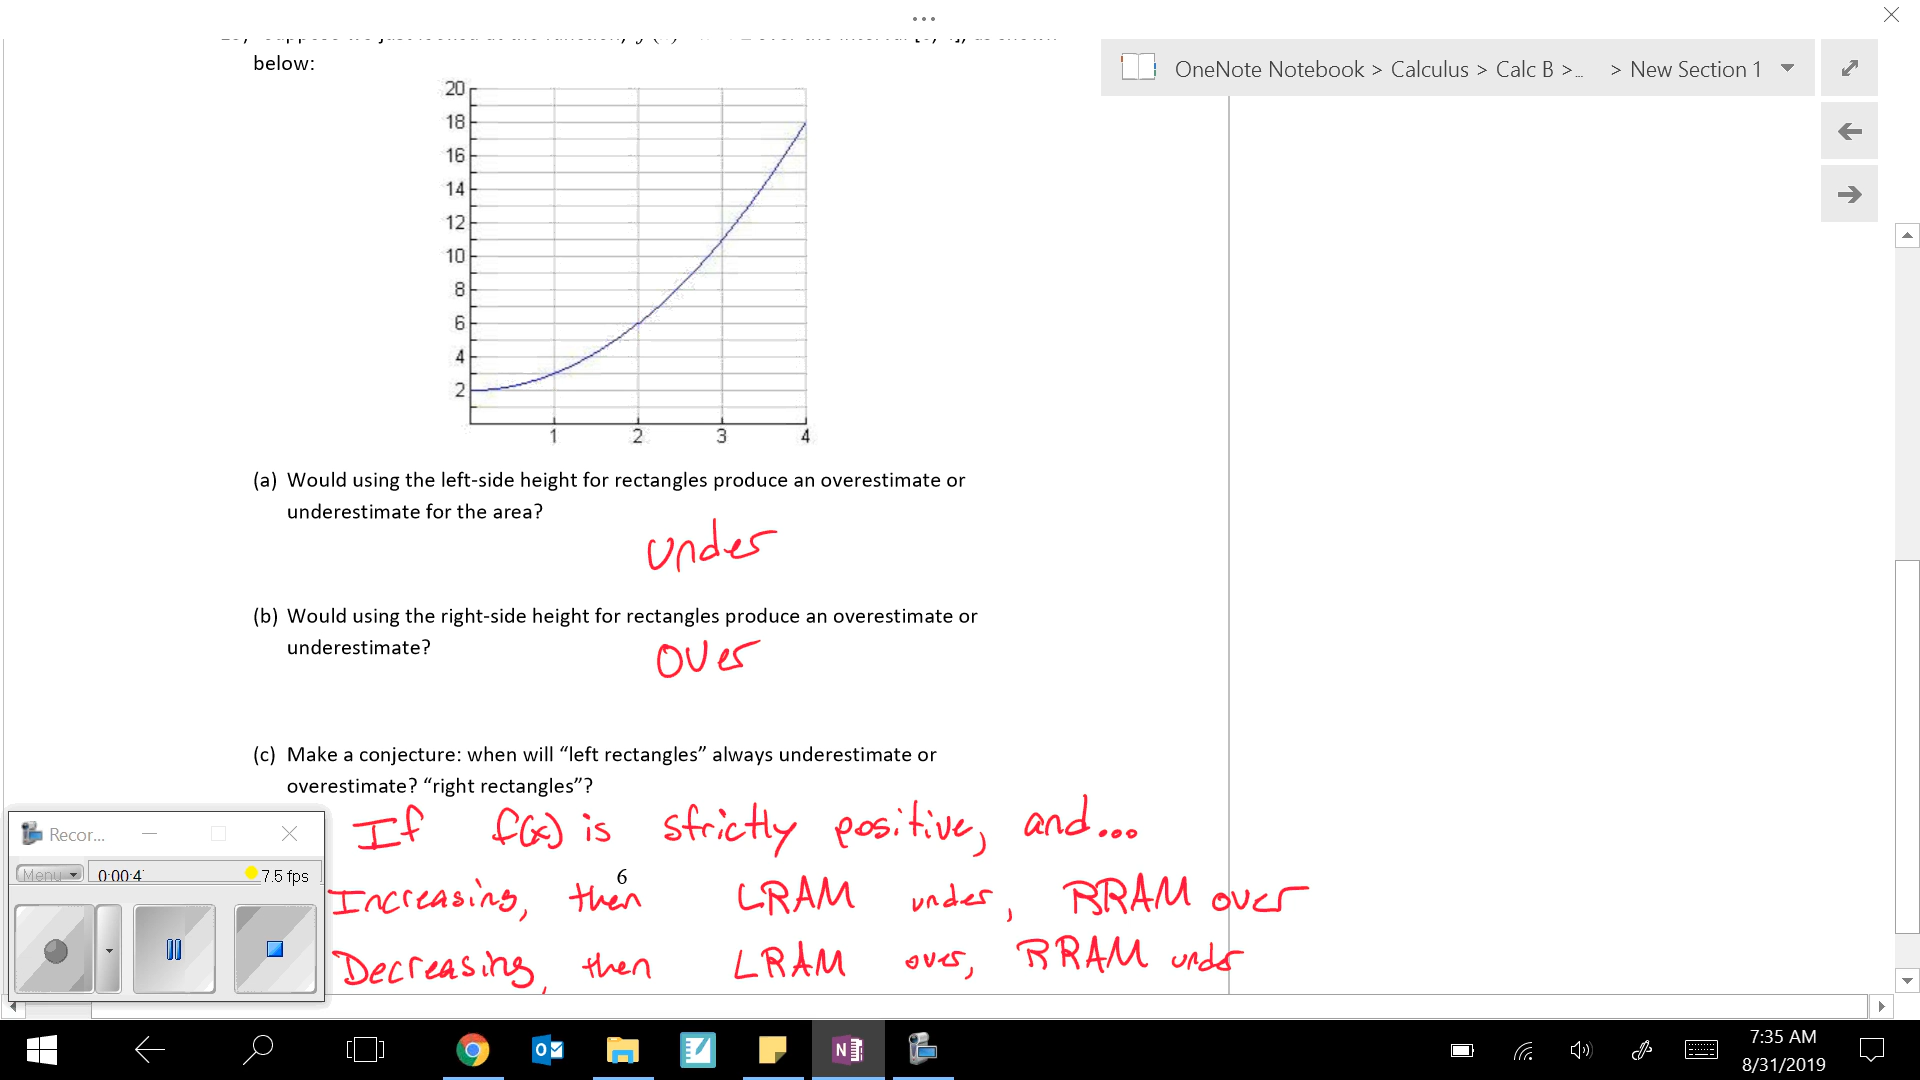 OneNote Notebook > Calculus > Calc B >... > New Section 1
below:
20
18
16
14
12
10
8
6
4
2
1 2 3 4
(a) Would using the left-side height for rectangles produce an overestimate or
underestimate for the area?
under
(b) Would using the right-side height for rectangles produce an overestimate or
underestimate?
over
(c) Make a conjecture: when will “left rectangles” always underestimate or
overestimate? “right rectangles”?
If f(x) is strictly positive, and...
6
Increasing, then LRAM under, RRAM over
Decreasing, then LRAM over, RRAM under
Recor...
Menu 0:00:4 7.5 fps
7:35 AM
8/31/2019